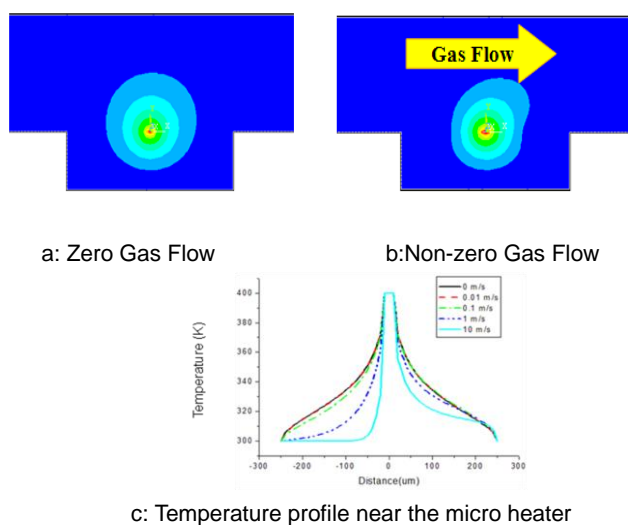 Gas Flow
a: Zero Gas Flow
b:Non-zero Gas Flow
0 m/s
0.01 m/s
0.1 m/s
1 m/s
10 m/s
400
380
360
340
320
300
Temperature (K)
-300 -200 -100 0 100 200 300
Distance(um)
c: Temperature profile near the micro heater